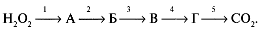 H₂O₂ —1→ А —2→ Б —3→ В —4→ Г —5→ CO₂.